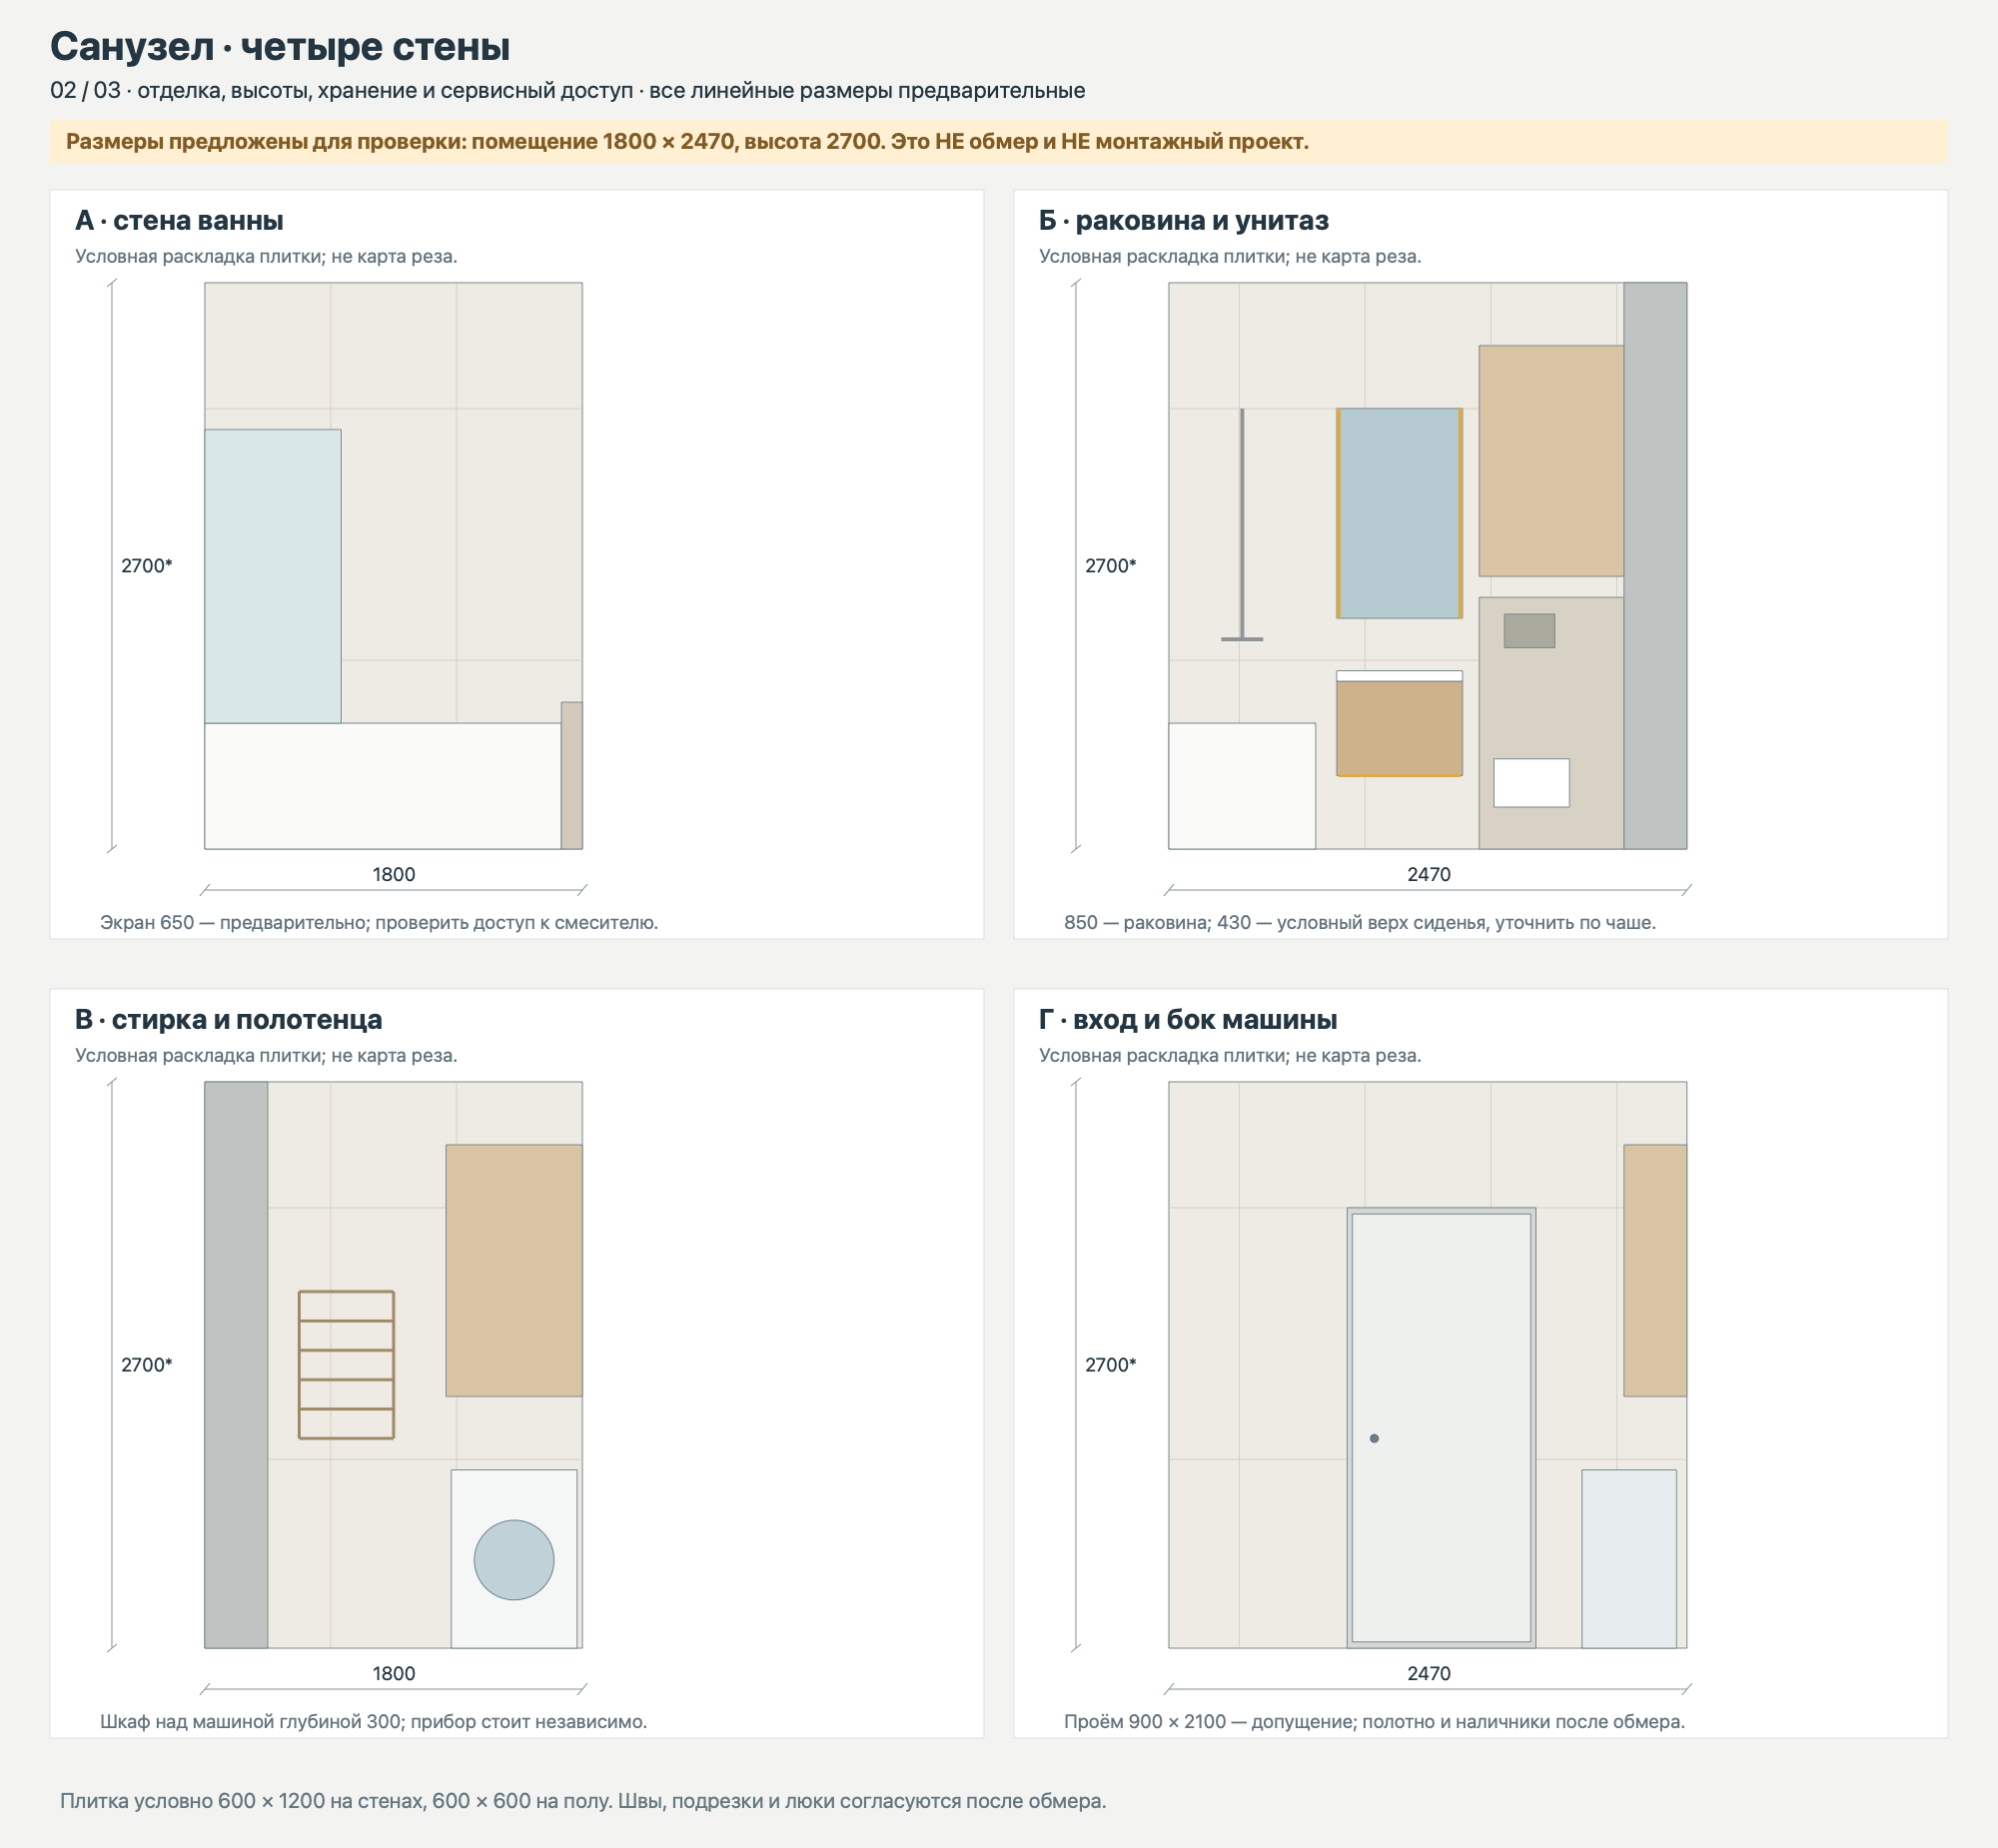 Санузел · четыре стены
02 / 03 · отделка, высоты, хранение и сервисный доступ · все линейные размеры предварительные
Размеры предложены для проверки: помещение 1800 × 2470, высота 2700. Это НЕ обмер и НЕ монтажный проект.
А · стена ванны
Условная раскладка плитки; не карта реза.
2700*
1800
Экран 650 — предварительно; проверить доступ к смесителю.
Б · раковина и унитаз
Условная раскладка плитки; не карта реза.
2700*
2470
850 — раковина; 430 — условный верх сиденья, уточнить по чаше.
В · стирка и полотенца
Условная раскладка плитки; не карта реза.
2700*
1800
Шкаф над машиной глубиной 300; прибор стоит независимо.
Г · вход и бок машины
Условная раскладка плитки; не карта реза.
2700*
2470
Проём 900 × 2100 — допущение; полотно и наличники после обмера.
Плитка условно 600 × 1200 на стенах, 600 × 600 на полу. Швы, подрезки и люки согласуются после обмера.